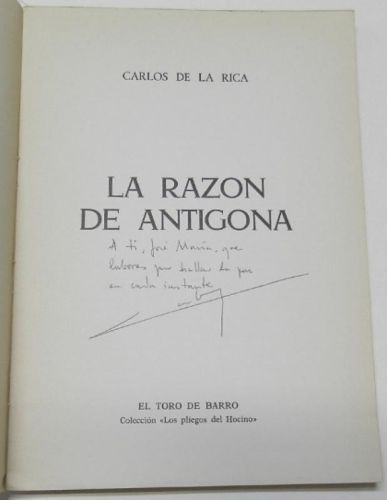 CARLOS DE LA RICA
LA RAZON
DE ANTIGONA
A ti, José María, que
laboras por hallar la paz
en cada instante
EL TORO DE BARRO
Colección «Los pliegos del Hocino»